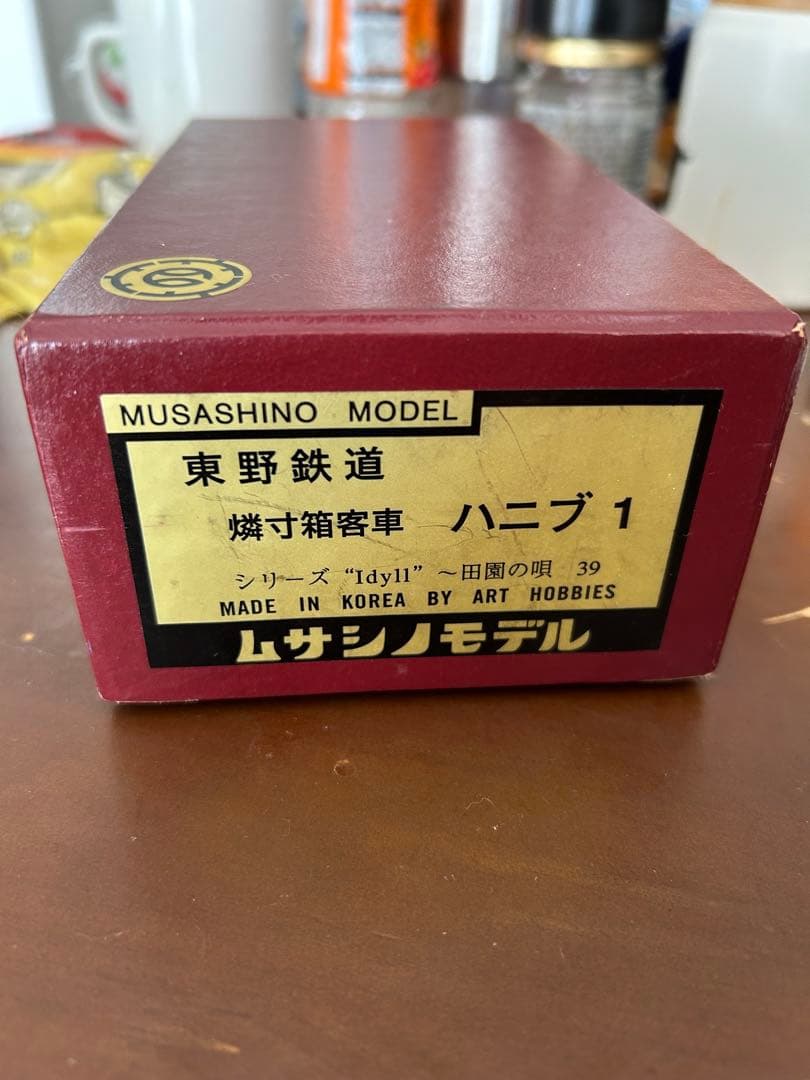 MUSASHINO MODEL
東野鉄道
燐寸箱客車 ハニブ 1
シリーズ “Idyll” ～田園の唄 39
MADE IN KOREA BY ART HOBBIES
ムサシノモデル